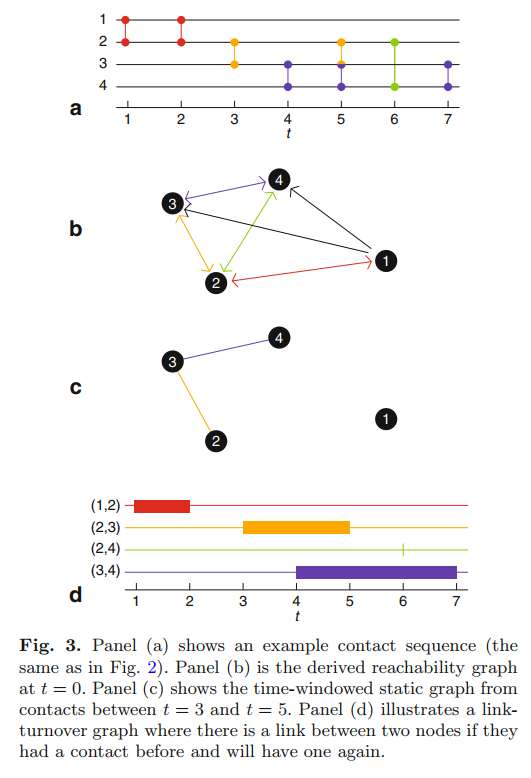 1
2
3
4
a
1 2 3 4 5 6 7
t
4
3
b
1
2
4
3
c
1
2
(1,2)
(2,3)
(2,4)
(3,4)
d
1 2 3 4 5 6 7
t
Fig. 3. Panel (a) shows an example contact sequence (the
same as in Fig. 2). Panel (b) is the derived reachability graph
at t = 0. Panel (c) shows the time-windowed static graph from
contacts between t = 3 and t = 5. Panel (d) illustrates a link-
turnover graph where there is a link between two nodes if they
had a contact before and will have one again.